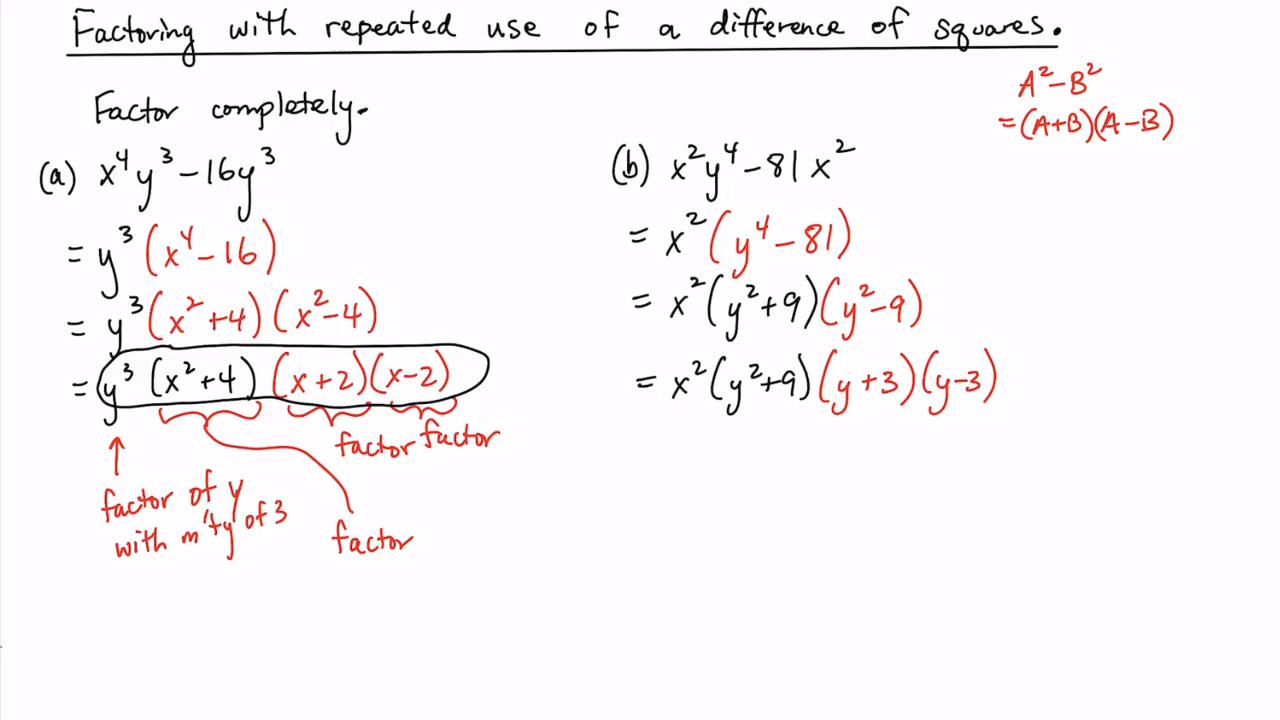 Factoring with repeated use of a difference of squares.
A² – B²
= (A+B)(A–B)
Factor completely.
(a) x⁴y³ – 16y³
= y³(x⁴ – 16)
= y³(x² + 4)(x² – 4)
= y³(x² + 4)(x + 2)(x – 2)
factor factor
factor of y
with m'ty of 3
factor
(b) x²y⁴ – 81x²
= x²(y⁴ – 81)
= x²(y² + 9)(y² – 9)
= x²(y² + 9)(y + 3)(y – 3)